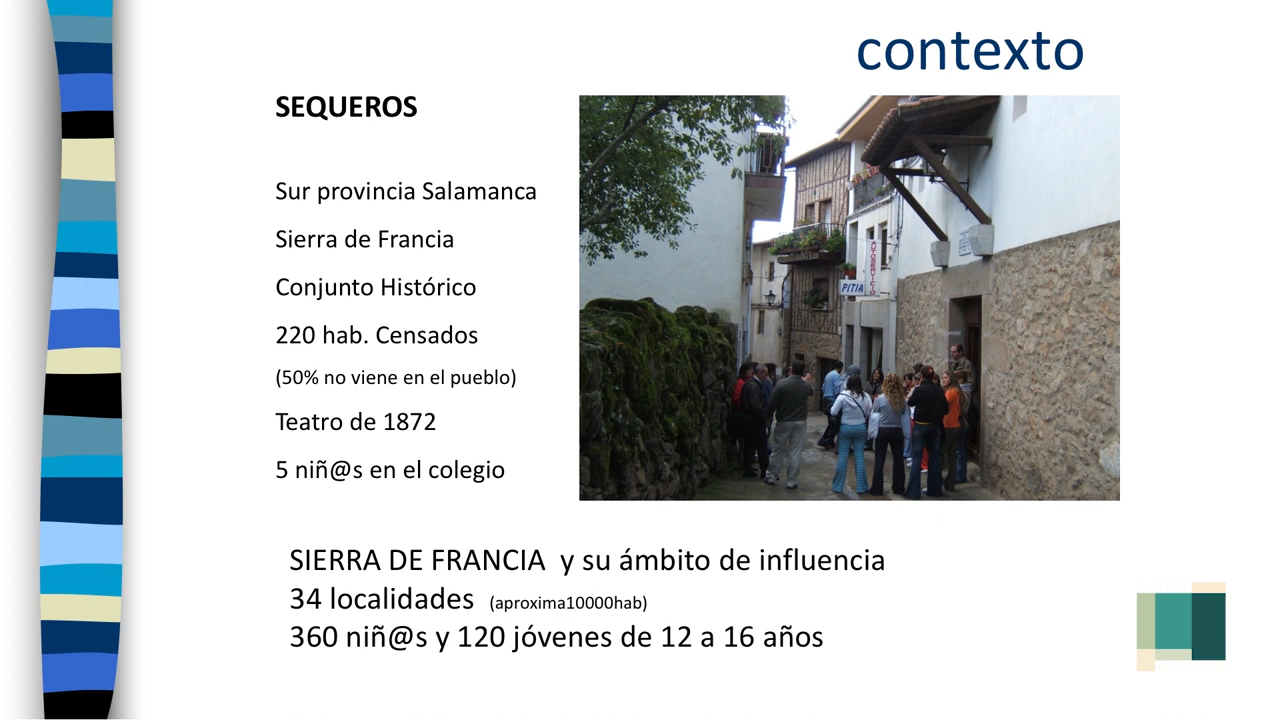 contexto
SEQUEROS
Sur provincia Salamanca
Sierra de Francia
Conjunto Histórico
220 hab. Censados
(50% no viene en el pueblo)
Teatro de 1872
5 niñ@s en el colegio
PITIA
AUTOSERVICIO
SIERRA DE FRANCIA y su ámbito de influencia
34 localidades (aproxima10000hab)
360 niñ@s y 120 jóvenes de 12 a 16 años